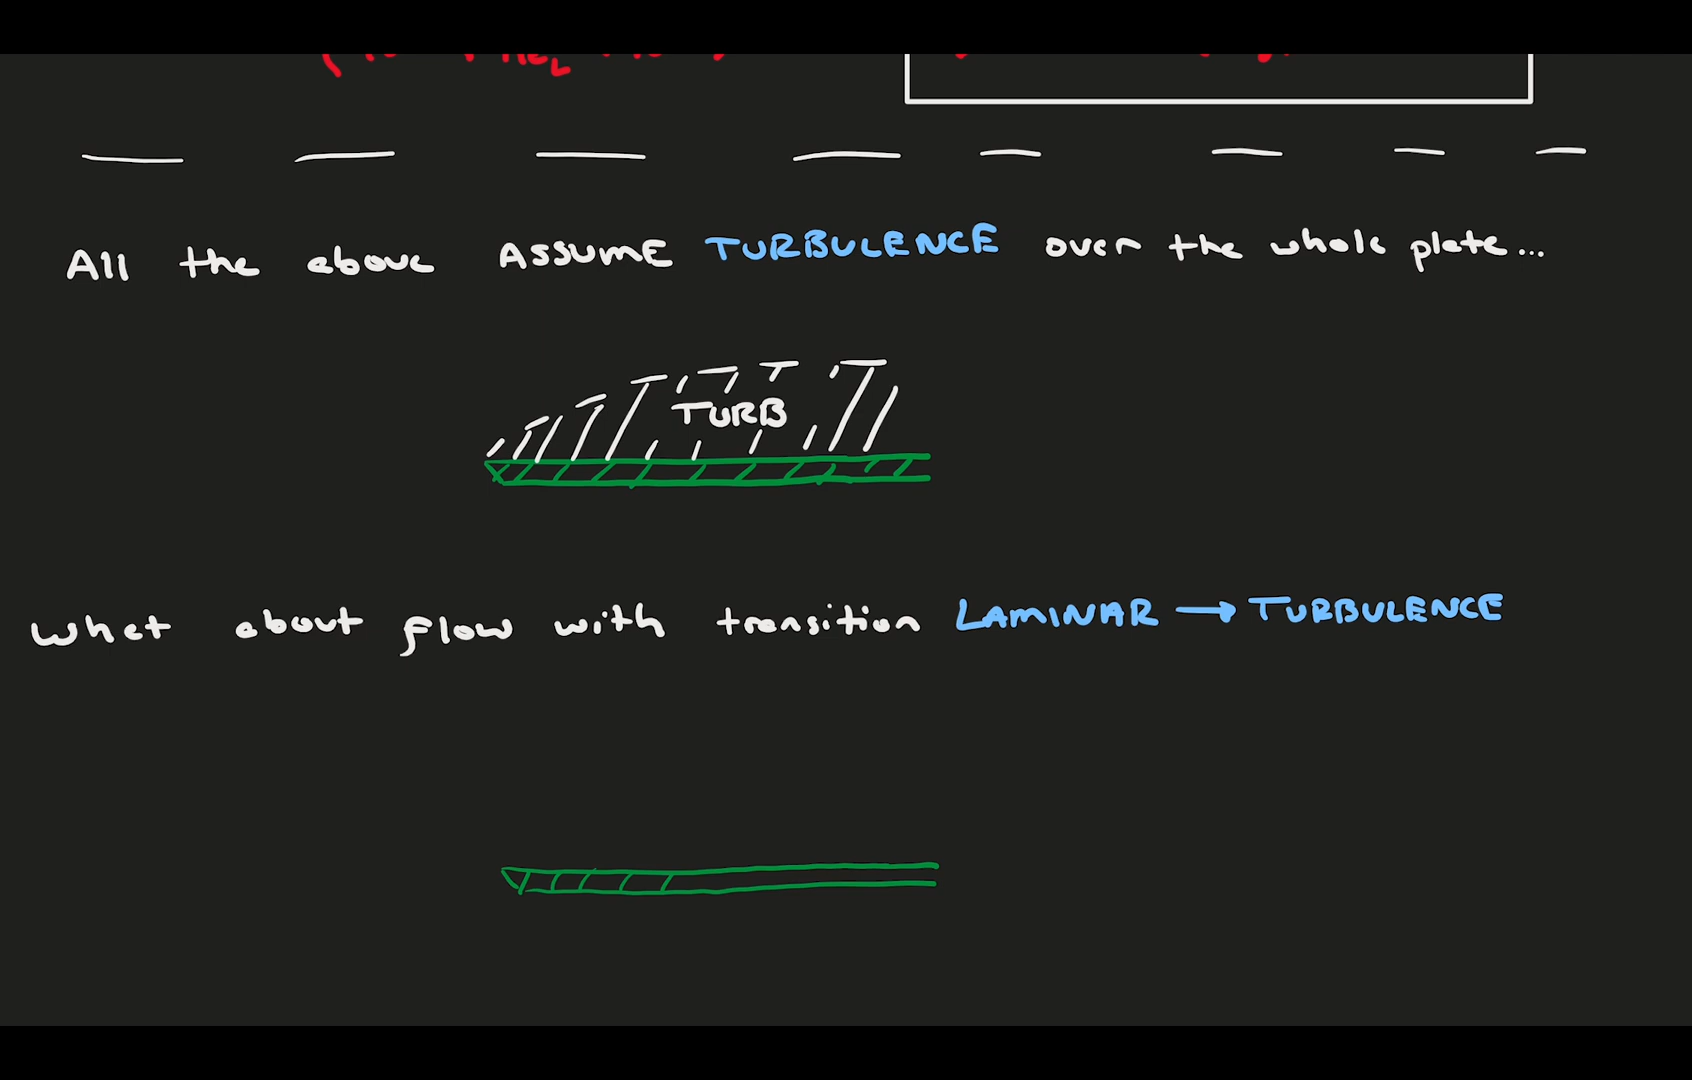 All the above ASSUME TURBULENCE over the whole plate...
TURB
What about flow with transition LAMINAR → TURBULENCE